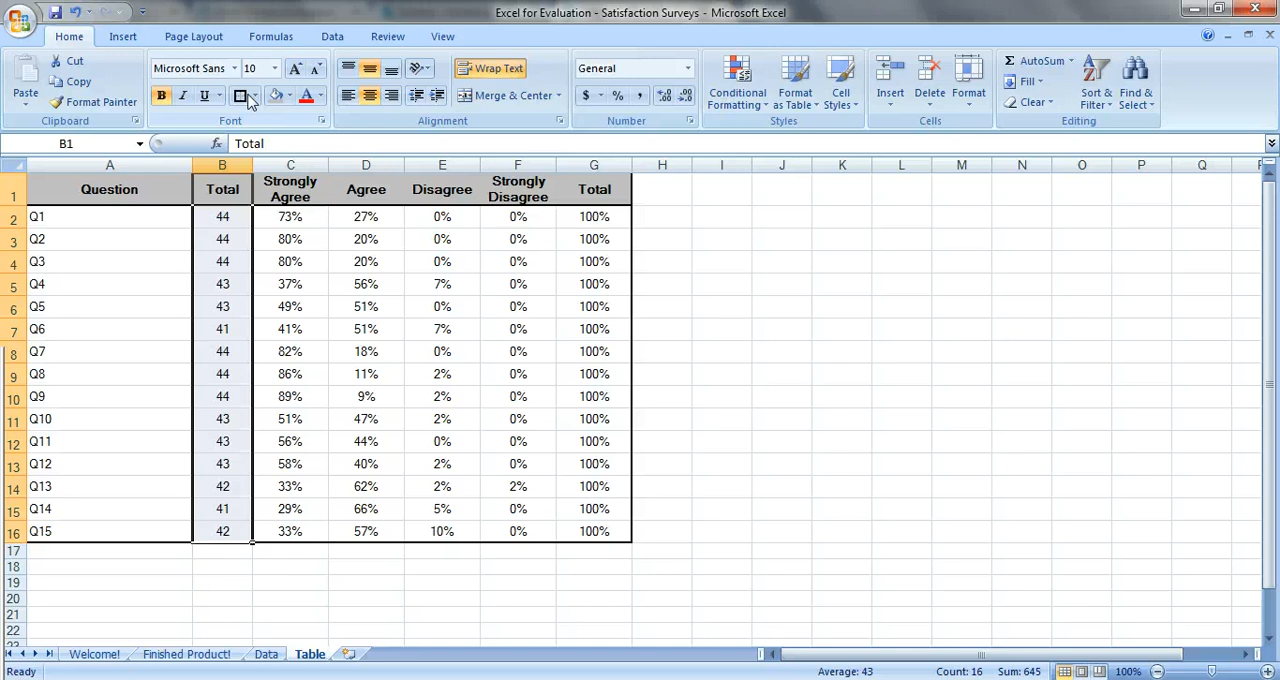 Excel for Evaluation - Satisfaction Surveys - Microsoft Excel
Home Insert Page Layout Formulas Data Review View
Cut Microsoft Sans 10 Wrap Text General AutoSum
Paste Copy Fill
Format Painter B I U A Merge & Center $ % , Clear
Conditional Formatting Format as Table Cell Styles Insert Delete Format Sort & Filter Find & Select
Clipboard Font Alignment Number Styles Cells Editing
B1 fx Total
A B C D E F G H I J K L M N O P Q
1 Question Total Strongly Agree Agree Disagree Strongly Disagree Total
2 Q1 44 73% 27% 0% 0% 100%
3 Q2 44 80% 20% 0% 0% 100%
4 Q3 44 80% 20% 0% 0% 100%
5 Q4 43 37% 56% 7% 0% 100%
6 Q5 43 49% 51% 0% 0% 100%
7 Q6 41 41% 51% 7% 0% 100%
8 Q7 44 82% 18% 0% 0% 100%
9 Q8 44 86% 11% 2% 0% 100%
10 Q9 44 89% 9% 2% 0% 100%
11 Q10 43 51% 47% 2% 0% 100%
12 Q11 43 56% 44% 0% 0% 100%
13 Q12 43 58% 40% 2% 0% 100%
14 Q13 42 33% 62% 2% 2% 100%
15 Q14 41 29% 66% 5% 0% 100%
16 Q15 42 33% 57% 10% 0% 100%
17
18
19
20
21
22
23
Welcome! Finished Product! Data Table
Ready Average: 43 Count: 16 Sum: 645 100%